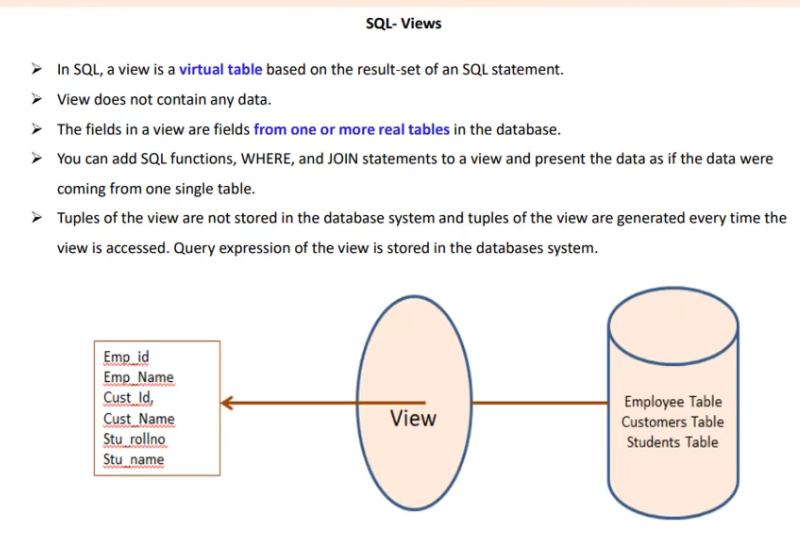 SQL- Views
➤ In SQL, a view is a virtual table based on the result-set of an SQL statement.
➤ View does not contain any data.
➤ The fields in a view are fields from one or more real tables in the database.
➤ You can add SQL functions, WHERE, and JOIN statements to a view and present the data as if the data were
coming from one single table.
➤ Tuples of the view are not stored in the database system and tuples of the view are generated every time the
view is accessed. Query expression of the view is stored in the databases system.
Emp_id
Emp_Name
Cust_Id,
Cust_Name
Stu_rollno
Stu_name
View
Employee Table
Customers Table
Students Table